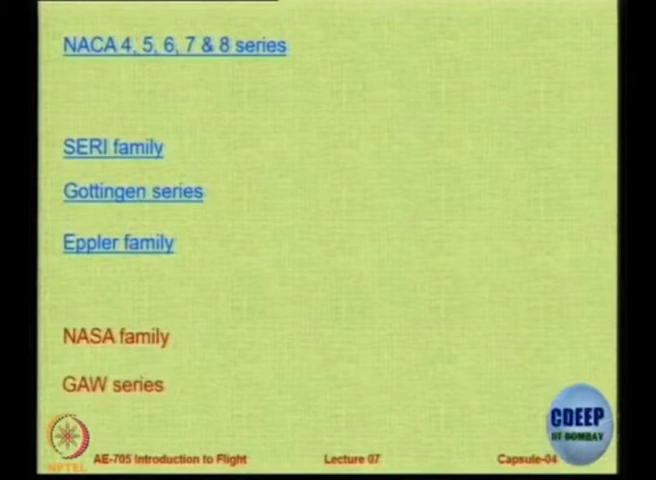 NACA 4, 5, 6, 7 & 8 series
SERI family
Gottingen series
Eppler family
NASA family
GAW series
CDEEP
IIT BOMBAY
NPTEL
AE-705 Introduction to Flight
Lecture 07
Capsule-04